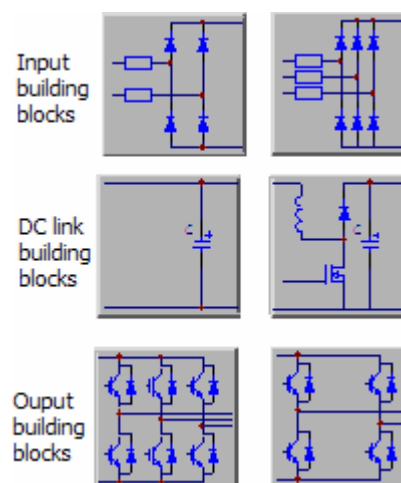 Input
building
blocks
DC link
building
blocks
C
+
C
+
Ouput
building
blocks